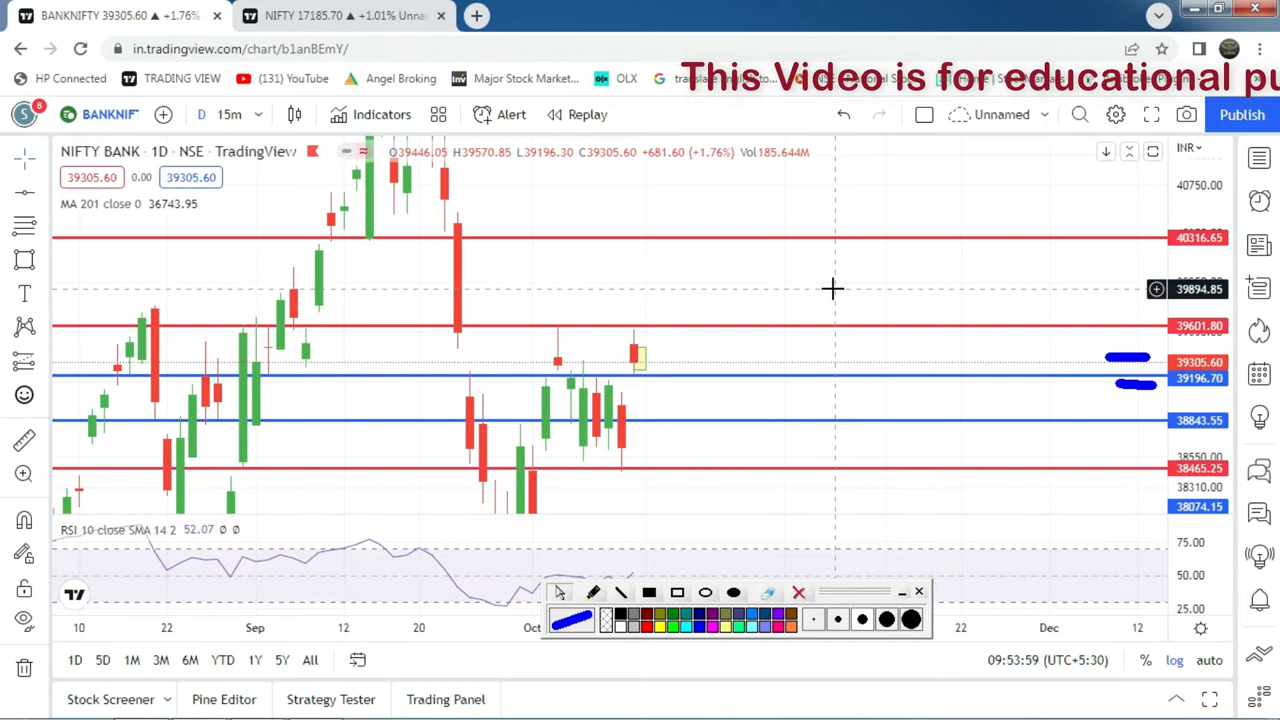 BANKNIFTY 39305.60 ▲ +1.76%
NIFTY 17185.70 ▲ +1.01% Unna
in.tradingview.com/chart/b1anBEmY/
HP Connected
TRADING VIEW
(131) YouTube
Angel Broking
Major Stock Market...
OLX
This Video is for educational pu
8
BANKNIF
D
15m
Indicators
Alert
Replay
Unnamed
Publish
NIFTY BANK • 1D • NSE • TradingView
O39446.05 H39570.85 L39196.30 C39305.60 +681.60 (+1.76%) Vol185.644M
INR
39305.60
0.00
39305.60
MA 201 close 0 36743.95
40750.00
40316.65
39894.85
39601.80
39305.60
39196.70
38843.55
38550.00
38465.25
38310.00
38074.15
RSI 10 close SMA 14 2 52.07 ∅ ∅
75.00
50.00
25.00
10
22
Sep
12
20
Oct
22
Dec
12
1D
5D
1M
3M
6M
YTD
1Y
5Y
All
09:53:59 (UTC+5:30)
%
log
auto
Stock Screener
Pine Editor
Strategy Tester
Trading Panel